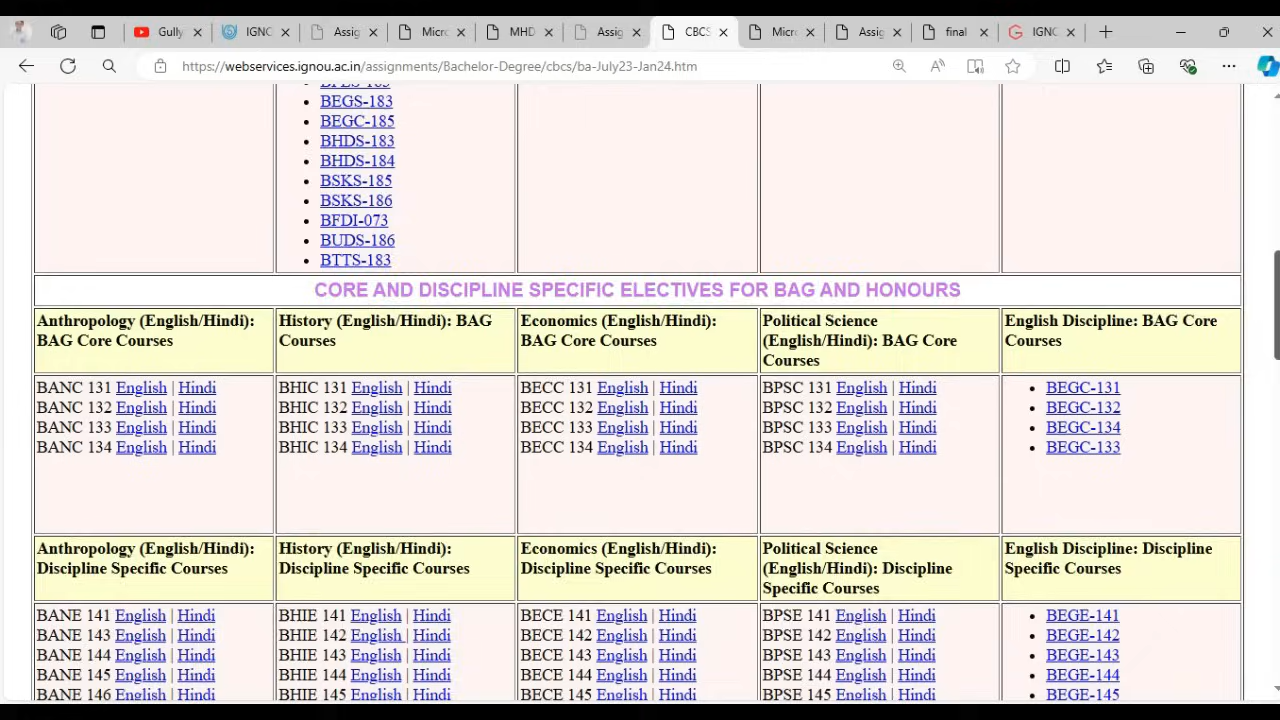 Gully
IGNC
Assig
Micro
MHD
Assig
CBCS
Micr
Assig
final
IGNC
https://webservices.ignou.ac.in/assignments/Bachelor-Degree/cbcs/ba-July23-Jan24.htm
BEGS-183
BEGC-185
BHDS-183
BHDS-184
BSKS-185
BSKS-186
BFDI-073
BUDS-186
BTTS-183
CORE AND DISCIPLINE SPECIFIC ELECTIVES FOR BAG AND HONOURS
Anthropology (English/Hindi):
BAG Core Courses
History (English/Hindi): BAG
Courses
Economics (English/Hindi):
BAG Core Courses
Political Science
(English/Hindi): BAG Core
Courses
English Discipline: BAG Core
Courses
BANC 131 English | Hindi
BANC 132 English | Hindi
BANC 133 English | Hindi
BANC 134 English | Hindi
BHIC 131 English | Hindi
BHIC 132 English | Hindi
BHIC 133 English | Hindi
BHIC 134 English | Hindi
BECC 131 English | Hindi
BECC 132 English | Hindi
BECC 133 English | Hindi
BECC 134 English | Hindi
BPSC 131 English | Hindi
BPSC 132 English | Hindi
BPSC 133 English | Hindi
BPSC 134 English | Hindi
BEGC-131
BEGC-132
BEGC-134
BEGC-133
Anthropology (English/Hindi):
Discipline Specific Courses
History (English/Hindi):
Discipline Specific Courses
Economics (English/Hindi):
Discipline Specific Courses
Political Science
(English/Hindi): Discipline
Specific Courses
English Discipline: Discipline
Specific Courses
BANE 141 English | Hindi
BANE 143 English | Hindi
BANE 144 English | Hindi
BANE 145 English | Hindi
BANE 146 English | Hindi
BHIE 141 English | Hindi
BHIE 142 English | Hindi
BHIE 143 English | Hindi
BHIE 144 English | Hindi
BHIE 145 English | Hindi
BECE 141 English | Hindi
BECE 142 English | Hindi
BECE 143 English | Hindi
BECE 144 English | Hindi
BECE 145 English | Hindi
BPSE 141 English | Hindi
BPSE 142 English | Hindi
BPSE 143 English | Hindi
BPSE 144 English | Hindi
BPSE 145 English | Hindi
BEGE-141
BEGE-142
BEGE-143
BEGE-144
BEGE-145